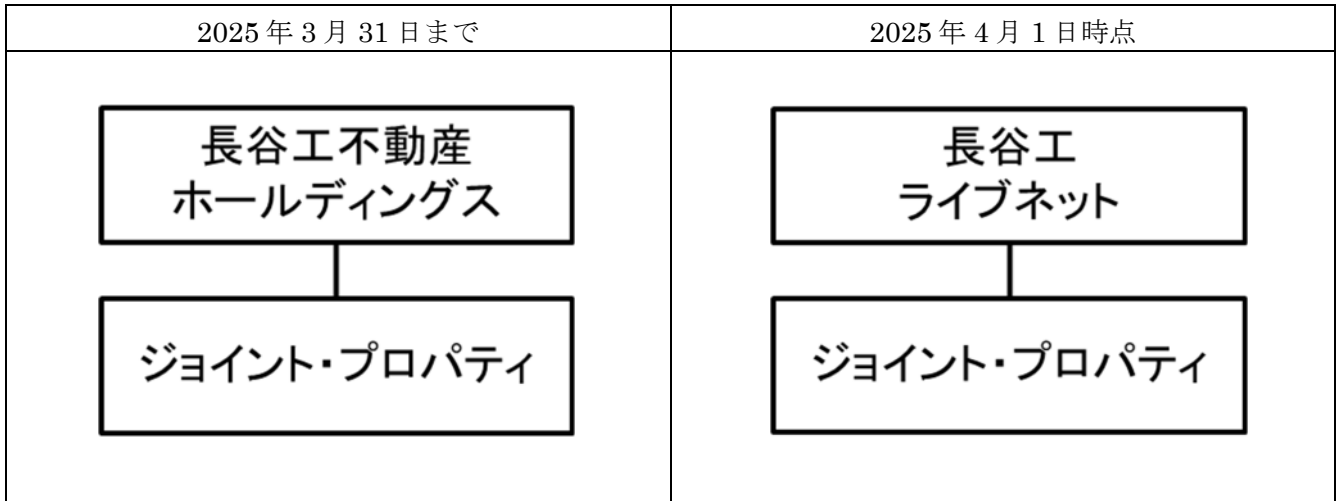 2025年3月31日まで
2025年4月1日時点
長谷工不動産
ホールディングス
ジョイント・プロパティ
長谷工
ライブネット
ジョイント・プロパティ